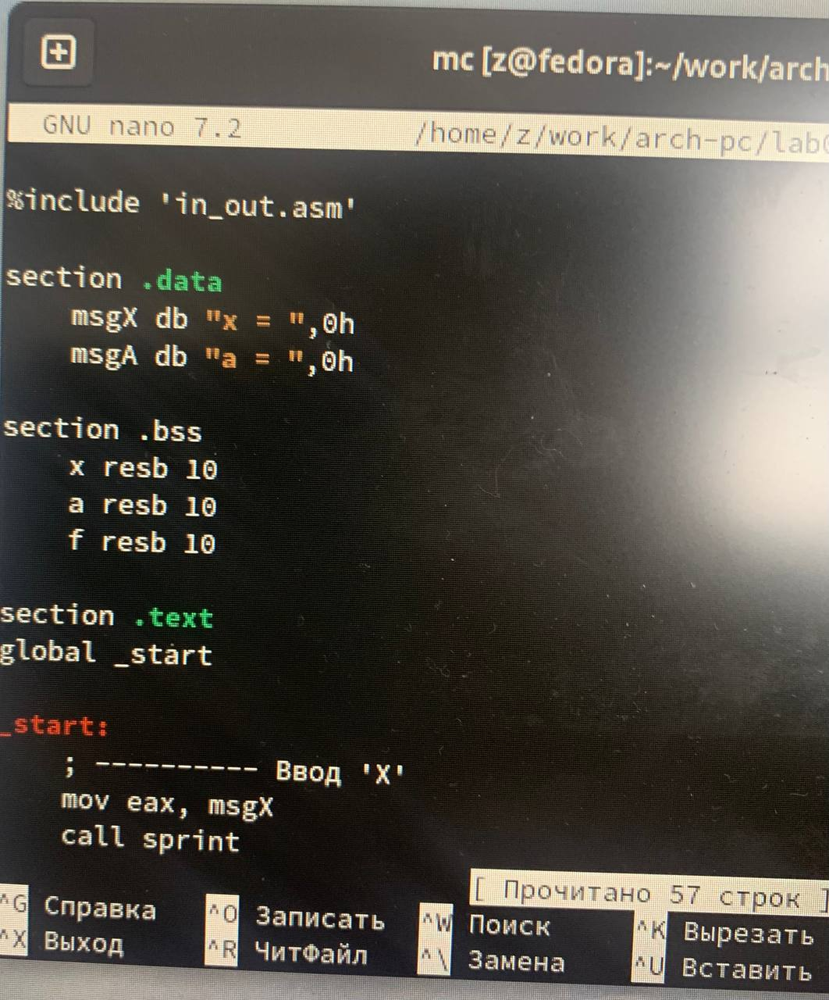 mc [z@fedora]:~/work/arch
GNU nano 7.2 /home/z/work/arch-pc/lab
%include 'in_out.asm'
section .data
msgX db "x = ",0h
msgA db "a = ",0h
section .bss
x resb 10
a resb 10
f resb 10
section .text
global _start
_start:
; ---------- Ввод 'X'
mov eax, msgX
call sprint
[ Прочитано 57 строк ]
^G Справка ^O Записать ^W Поиск ^K Вырезать
^X Выход ^R ЧитФайл ^\ Замена ^U Вставить